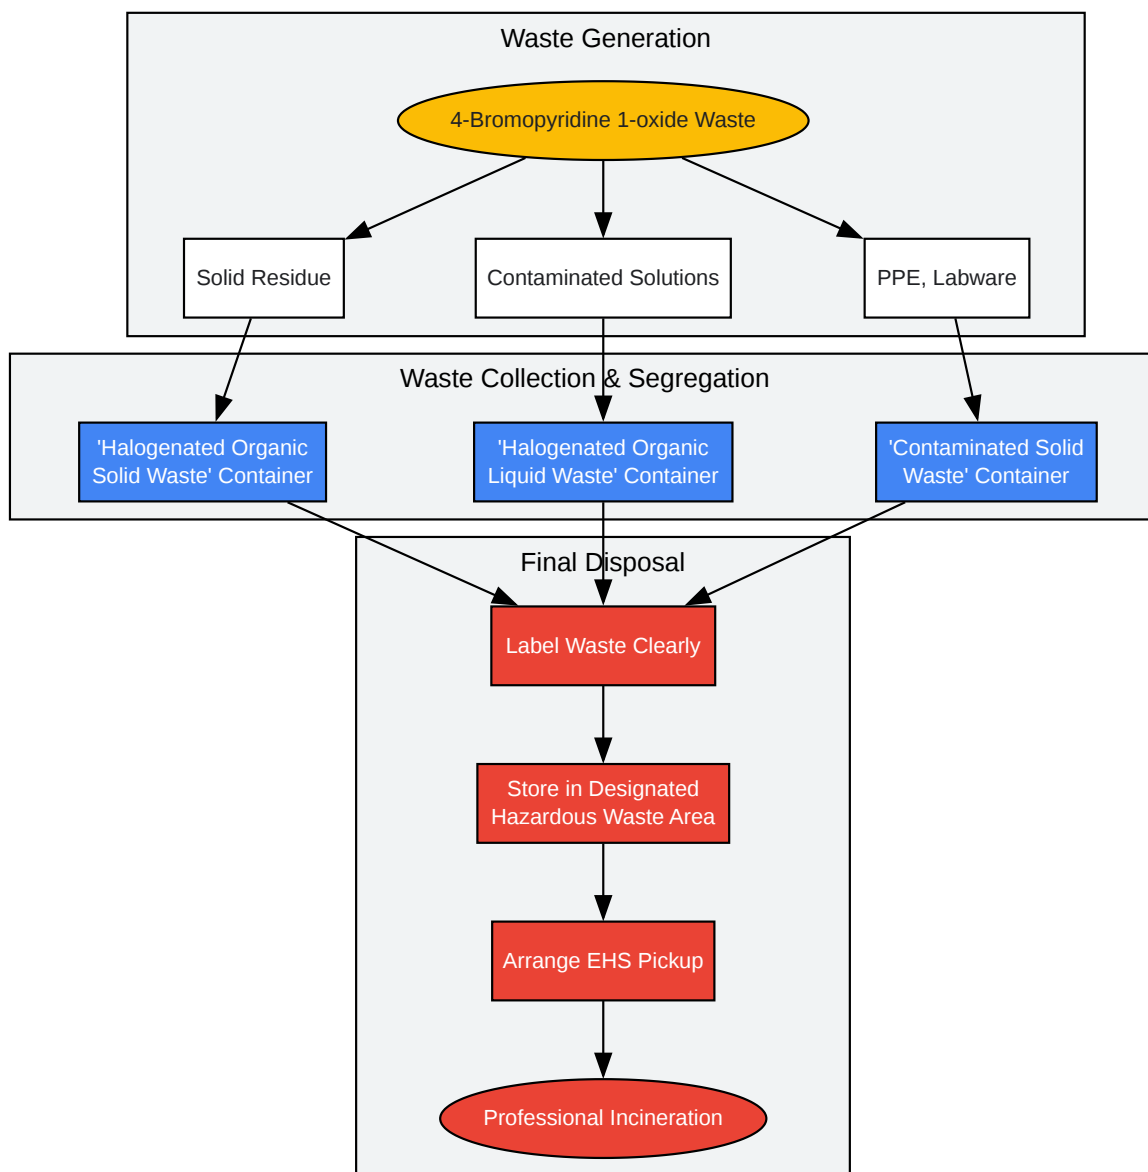 Waste Generation
4-Bromopyridine 1-oxide Waste
Solid Residue
Contaminated Solutions
PPE, Labware
Waste Collection & Segregation
'Halogenated Organic
Solid Waste' Container
'Halogenated Organic
Liquid Waste' Container
'Contaminated Solid
Waste' Container
Final Disposal
Label Waste Clearly
Store in Designated
Hazardous Waste Area
Arrange EHS Pickup
Professional Incineration